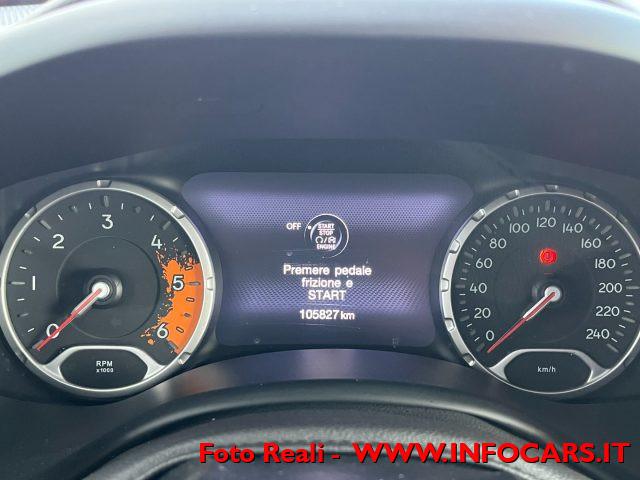 0 1 2 3 4 5 6
RPM
x1000
OFF
START
STOP
ENGINE
Premere pedale
frizione e
START
105827 km
0 20 40 60 80 100 120 140 160 180 200 220 240
km/h
Foto Reali - WWW.INFOCARS.IT